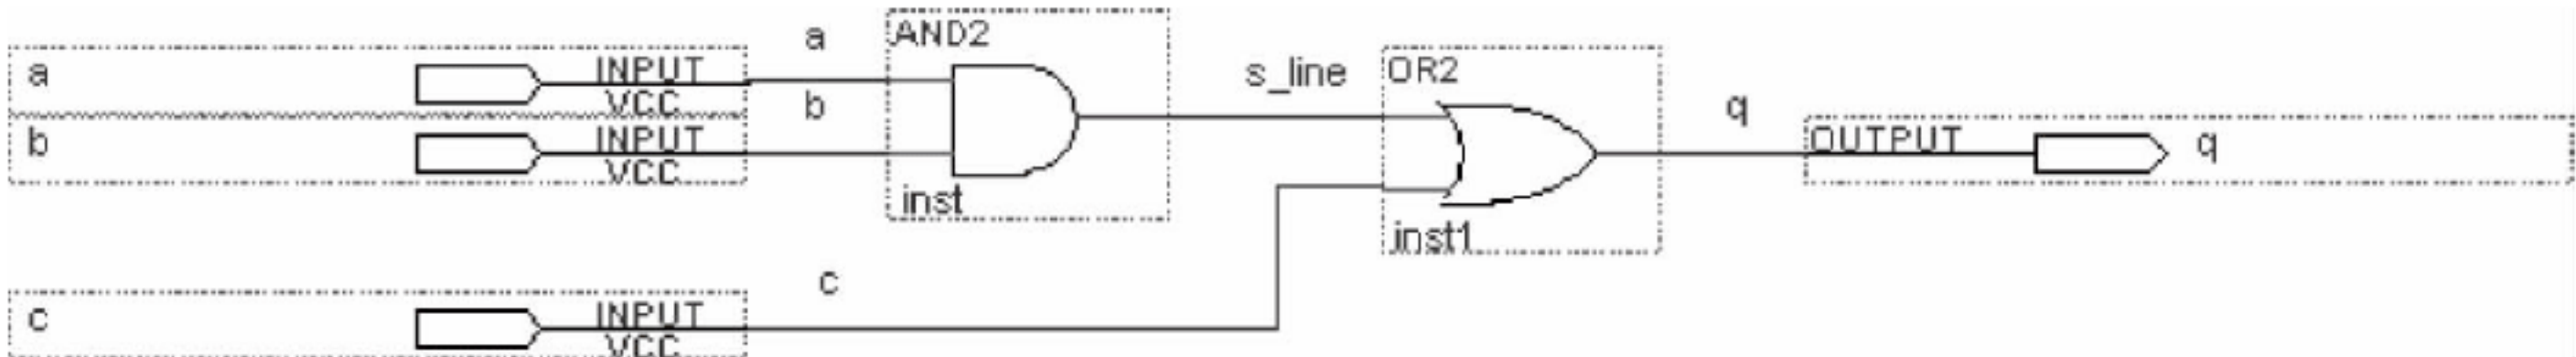 a
INPUT
VCC
a
AND2
b
INPUT
VCC
b
inst
s_line
OR2
inst1
q
OUTPUT
q
c
INPUT
VCC
c